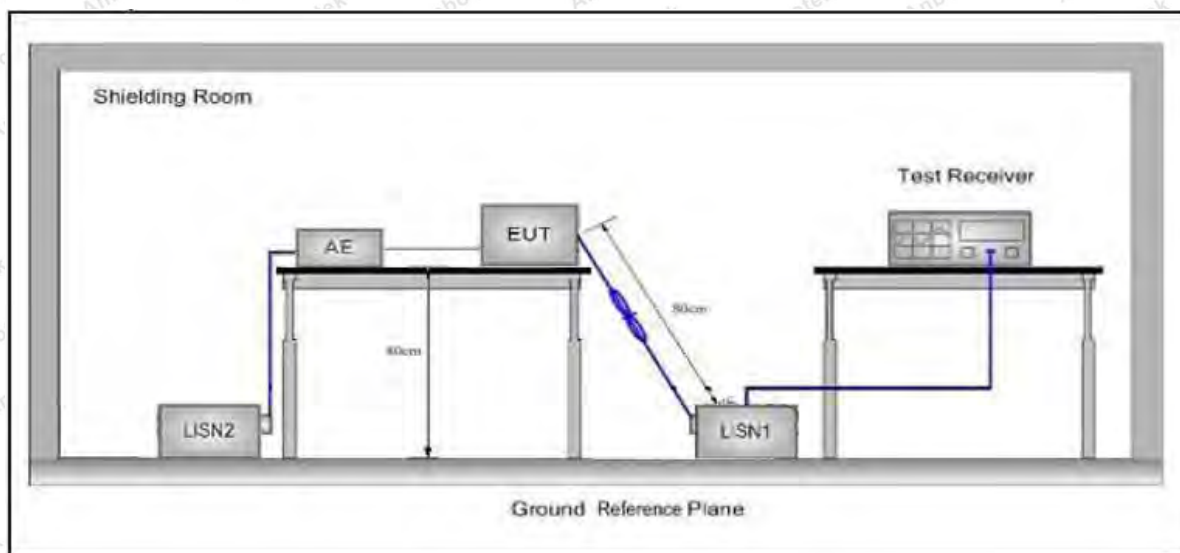 Shielding Room
Test Receiver
EUT
AE
80cm
80cm
LISN2
LISN1
Ground Reference Plane